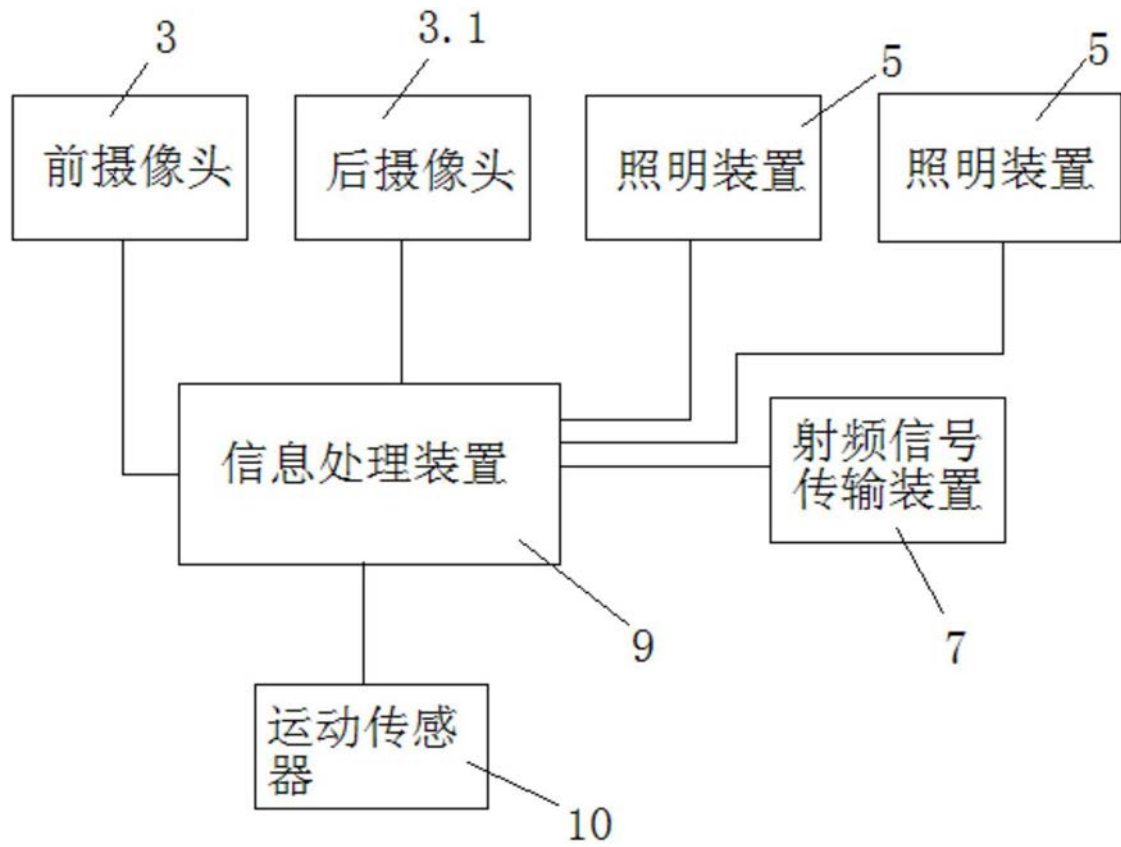 3
3.1
5
5
前摄像头
后摄像头
照明装置
照明装置
信息处理装置
射频信号
传输装置
9
7
运动传感
器
10